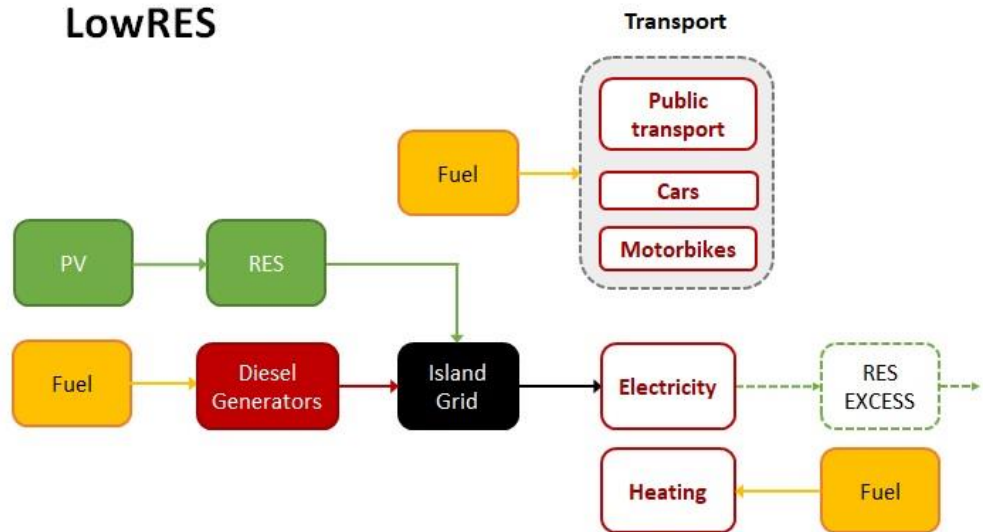 LowRES
Transport
Public
transport
Fuel
Cars
Motorbikes
PV
RES
Fuel
Diesel
Generators
Island
Grid
Electricity
RES
EXCESS
Heating
Fuel